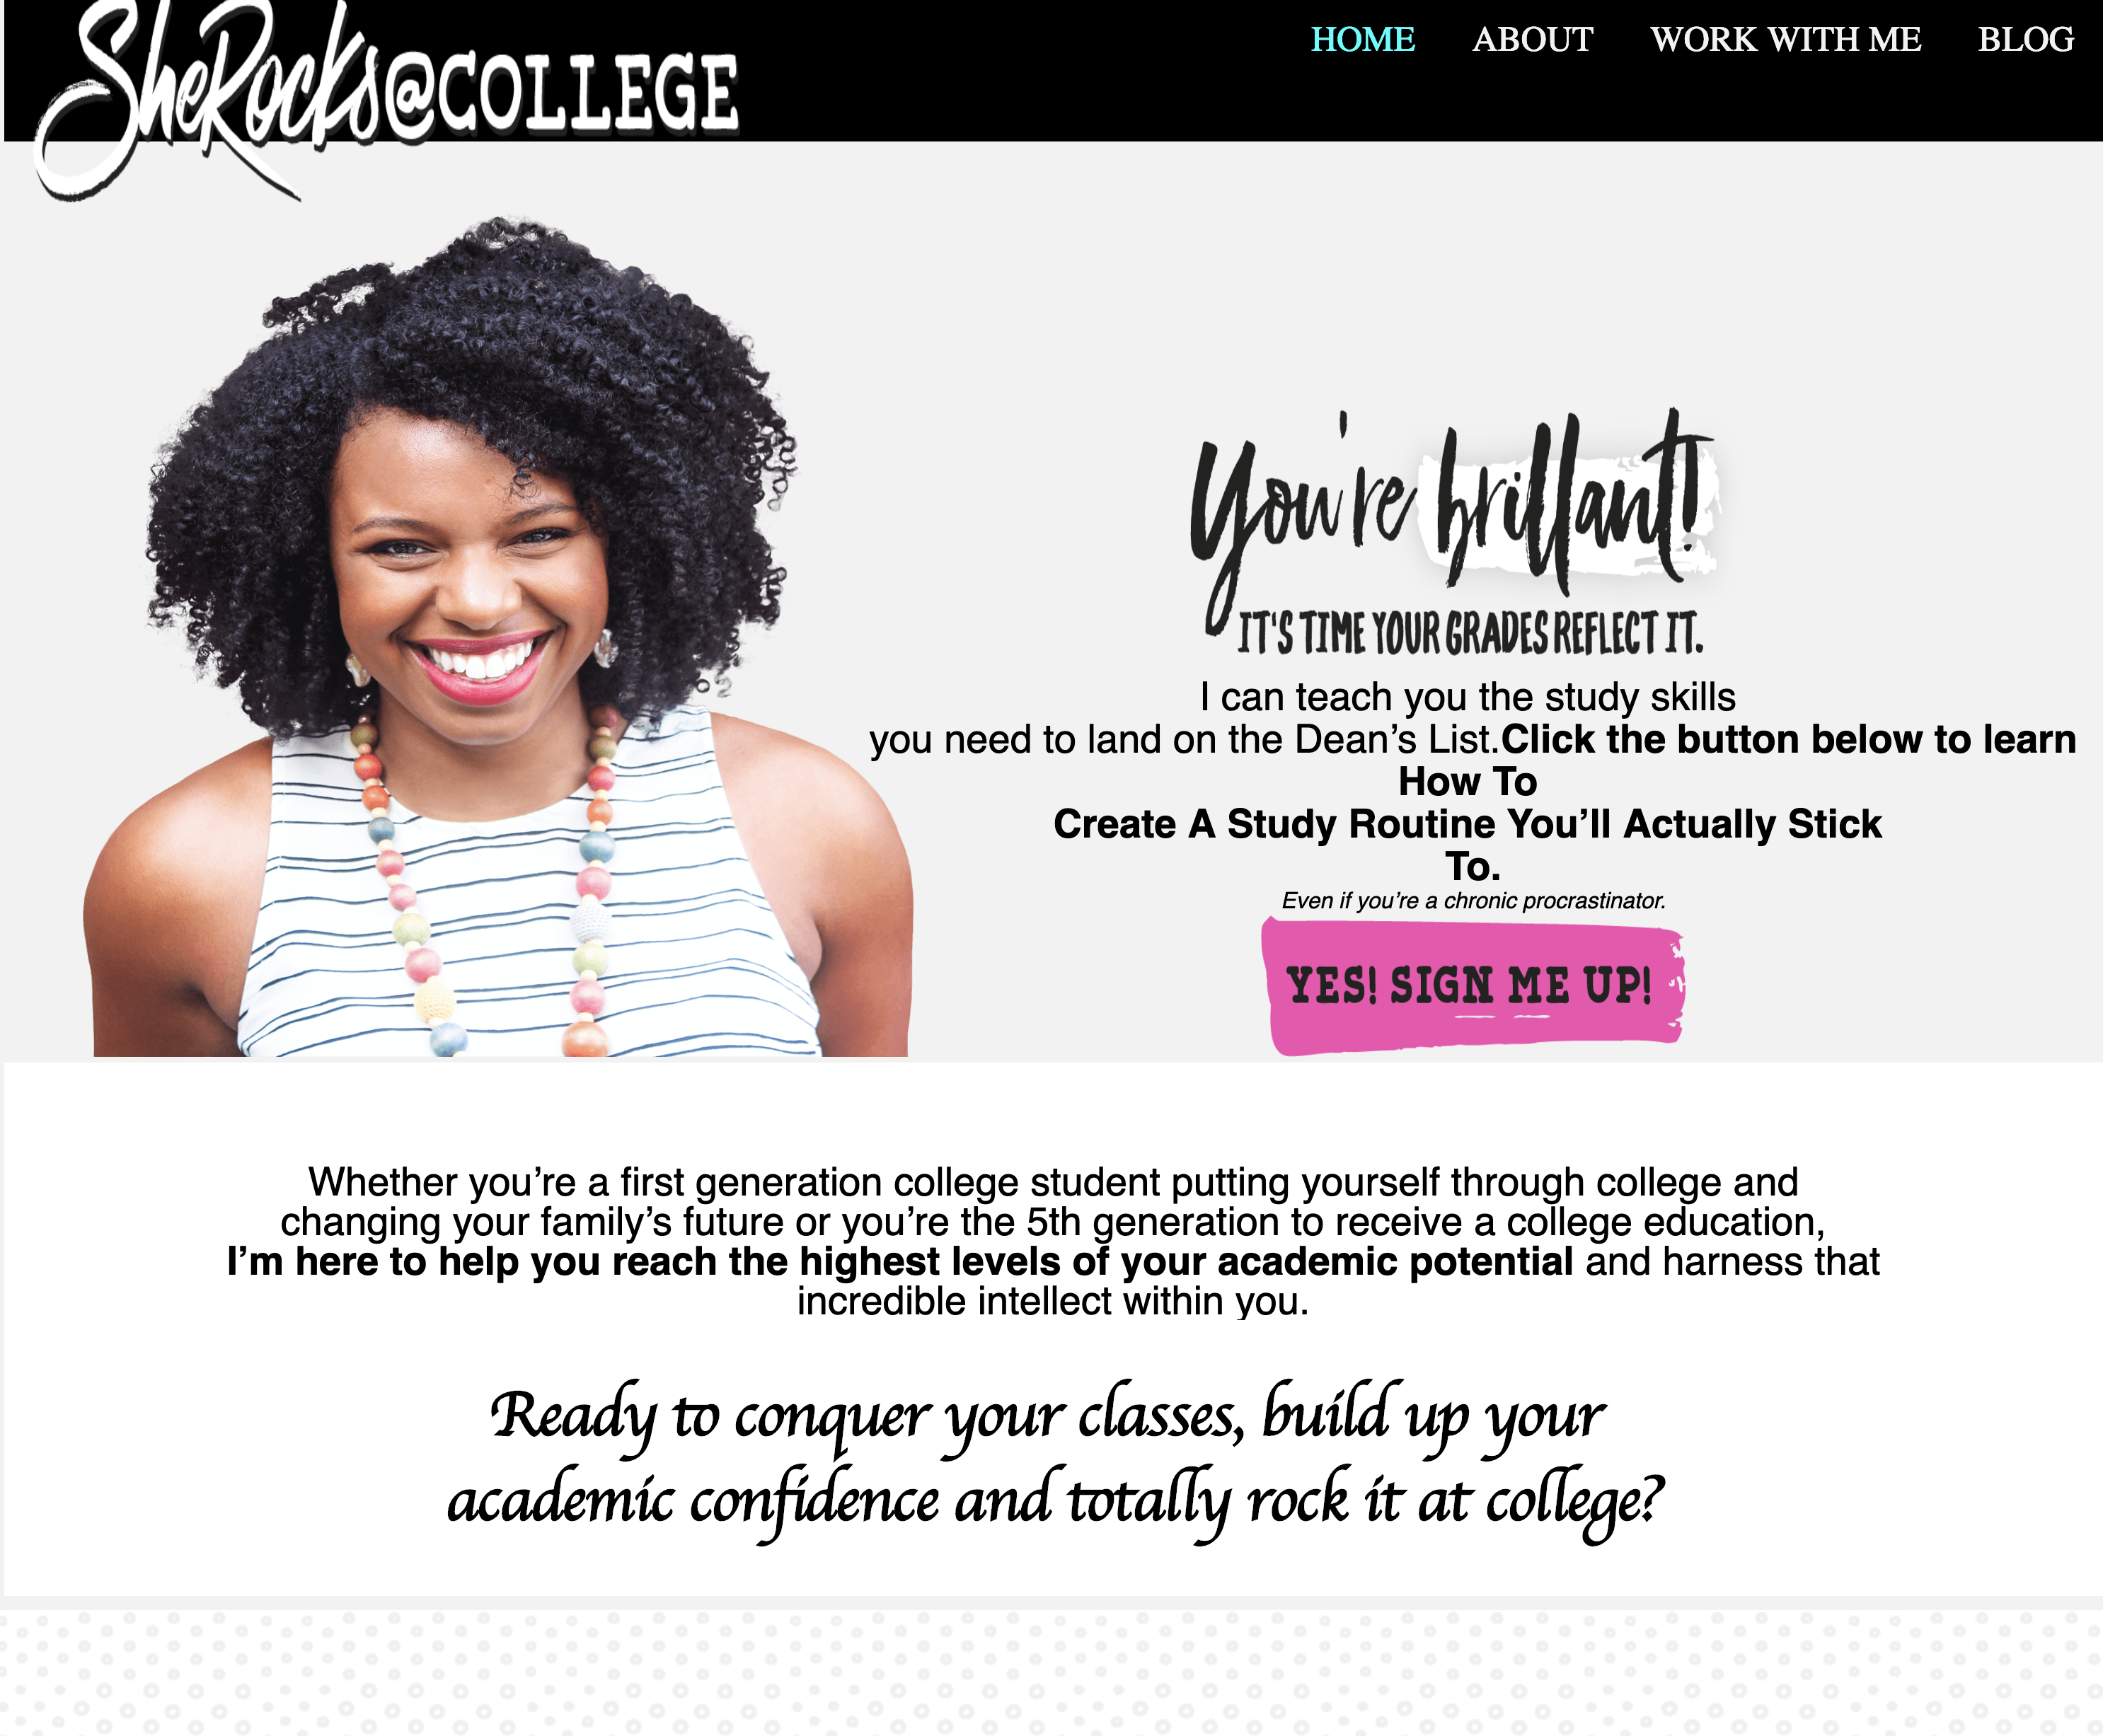 SheRocks@COLLEGE
HOME ABOUT WORK WITH ME BLOG
You're brillant!
IT'S TIME YOUR GRADES REFLECT IT.
I can teach you the study skills
you need to land on the Dean’s List.Click the button below to learn
How To
Create A Study Routine You’ll Actually Stick
To.
Even if you’re a chronic procrastinator.
YES! SIGN ME UP!
Whether you’re a first generation college student putting yourself through college and
changing your family’s future or you’re the 5th generation to receive a college education,
I’m here to help you reach the highest levels of your academic potential and harness that
incredible intellect within you.
Ready to conquer your classes, build up your
academic confidence and totally rock it at college?